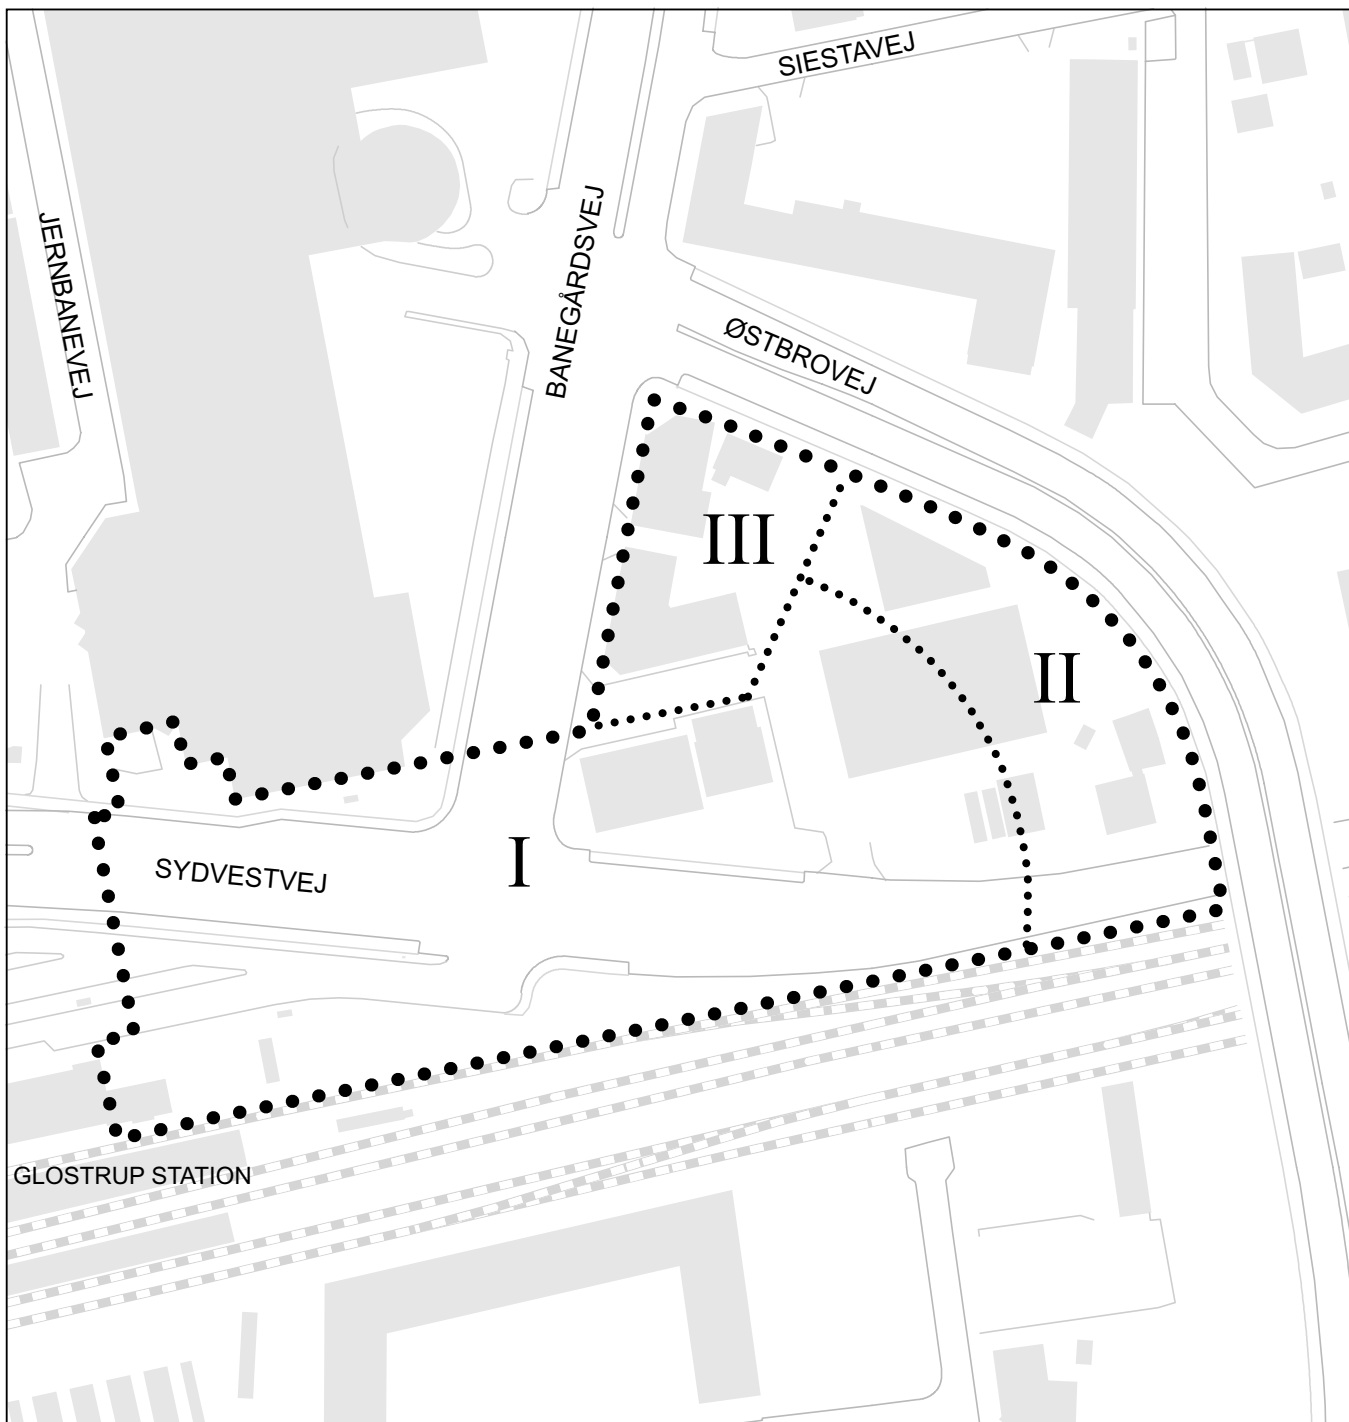 SIESTAVEJ
JERNBANEVEJ
BANEGÅRDSVEJ
ØSTBROVEJ
III
II
I
SYDVESTVEJ
GLOSTRUP STATION